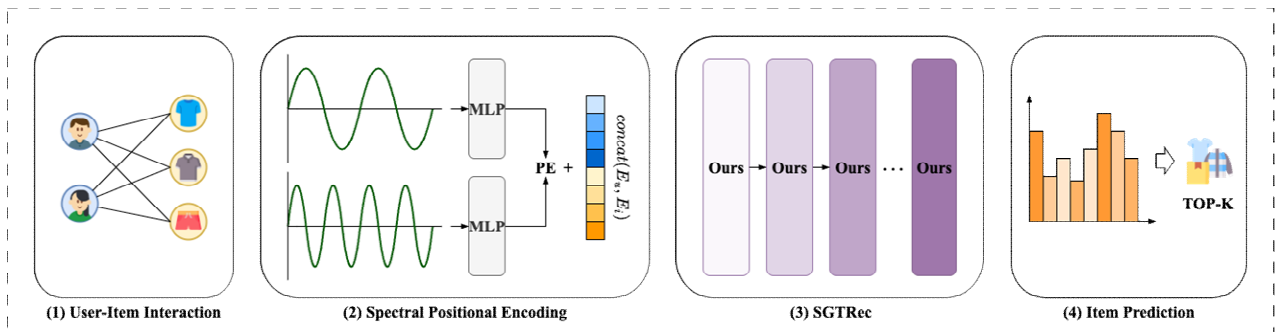 MLP
PE +
MLP
concat(E_u, E_i)
Ours
Ours
Ours
...
Ours
TOP-K
(1) User-Item Interaction
(2) Spectral Positional Encoding
(3) SGTRec
(4) Item Prediction